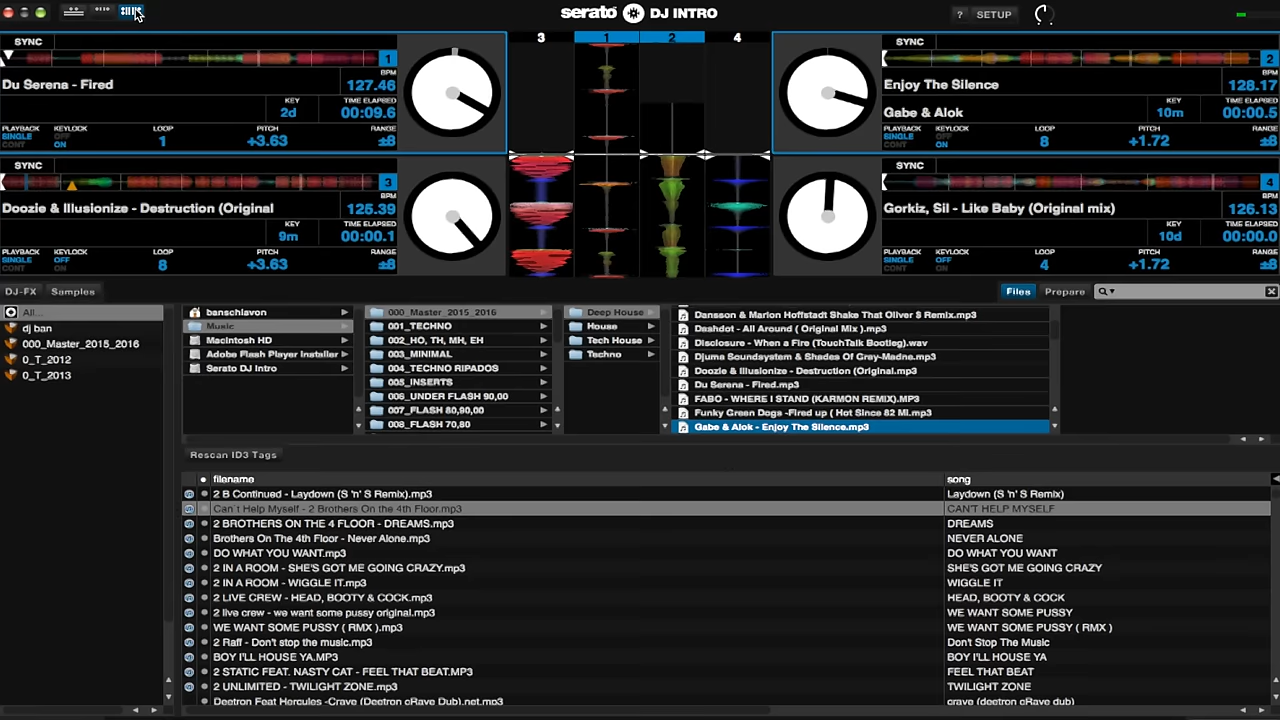 serato DJ INTRO
? SETUP
3 1 2 4
SYNC
1
Du Serena - Fired
BPM
127.46
KEY
2d
TIME ELAPSED
00:09.6
PLAYBACK KEYLOCK LOOP PITCH RANGE
SINGLE OFF
CONT ON
1 +3.63 ±8
SYNC
2
Enjoy The Silence
BPM
128.17
Gabe & Alok
KEY
10m
TIME ELAPSED
00:00.5
PLAYBACK KEYLOCK LOOP PITCH RANGE
SINGLE OFF
CONT ON
8 +1.72 ±8
SYNC
3
Doozie & Illusionize - Destruction (Original
BPM
125.39
KEY
9m
TIME ELAPSED
00:00.1
PLAYBACK KEYLOCK LOOP PITCH RANGE
SINGLE OFF
CONT ON
8 +3.63 ±8
SYNC
4
Gorkiz, Sil - Like Baby (Original mix)
BPM
126.13
KEY
10d
TIME ELAPSED
00:00.0
PLAYBACK KEYLOCK LOOP PITCH RANGE
SINGLE OFF
CONT ON
4 +1.72 ±8
DJ-FX Samples
Files Prepare
All...
dj ban
000_Master_2015_2016
0_T_2012
0_T_2013
banschlavon
Music
Macintosh HD
Adobe Flash Player Installer
Serato DJ Intro
000_Master_2015_2016
001_TECHNO
002_HO, TH, MH, EH
003_MINIMAL
004_TECHNO RIPADOS
005_INSERTS
006_UNDER FLASH 90,00
007_FLASH 80,90,00
008_FLASH 70,80
Deep House
House
Tech House
Techno
Dansson & Marlon Hoffstadt Shake That Oliver $ Remix.mp3
Dashdot - All Around ( Original Mix ).mp3
Disclosure - When a Fire (TouchTalk Bootleg).wav
Djuma Soundsystem & Shades Of Grey-Madne.mp3
Doozie & Illusionize - Destruction (Original.mp3
Du Serena - Fired.mp3
FABO - WHERE I STAND (KARMON REMIX).MP3
Funky Green Dogs -Fired up ( Hot Since 82 Mi.mp3
Gabe & Alok - Enjoy The Silence.mp3
Rescan ID3 Tags
filename song
2 B Continued - Laydown (S 'n' S Remix).mp3 Laydown (S 'n' S Remix)
Can´t Help Myself - 2 Brothers On the 4th Floor.mp3 CAN'T HELP MYSELF
2 BROTHERS ON THE 4 FLOOR - DREAMS.mp3 DREAMS
Brothers On The 4th Floor - Never Alone.mp3 NEVER ALONE
DO WHAT YOU WANT.mp3 DO WHAT YOU WANT
2 IN A ROOM - SHE'S GOT ME GOING CRAZY.mp3 SHE'S GOT ME GOING CRAZY
2 IN A ROOM - WIGGLE IT.mp3 WIGGLE IT
2 LIVE CREW - HEAD, BOOTY & COCK.mp3 HEAD, BOOTY & COCK
2 live crew - we want some pussy original.mp3 WE WANT SOME PUSSY
WE WANT SOME PUSSY ( RMX ).mp3 WE WANT SOME PUSSY ( RMX )
2 Raff - Don't stop the music.mp3 Don't Stop The Music
BOY I'LL HOUSE YA.MP3 BOY I'LL HOUSE YA
2 STATIC FEAT. NASTY CAT - FEEL THAT BEAT.MP3 FEEL THAT BEAT
2 UNLIMITED - TWILIGHT ZONE.mp3 TWILIGHT ZONE
Deetron Feat Hercules -Crave (Deetron cRave Dub).net.mp3 crave (deetron cRave dub)